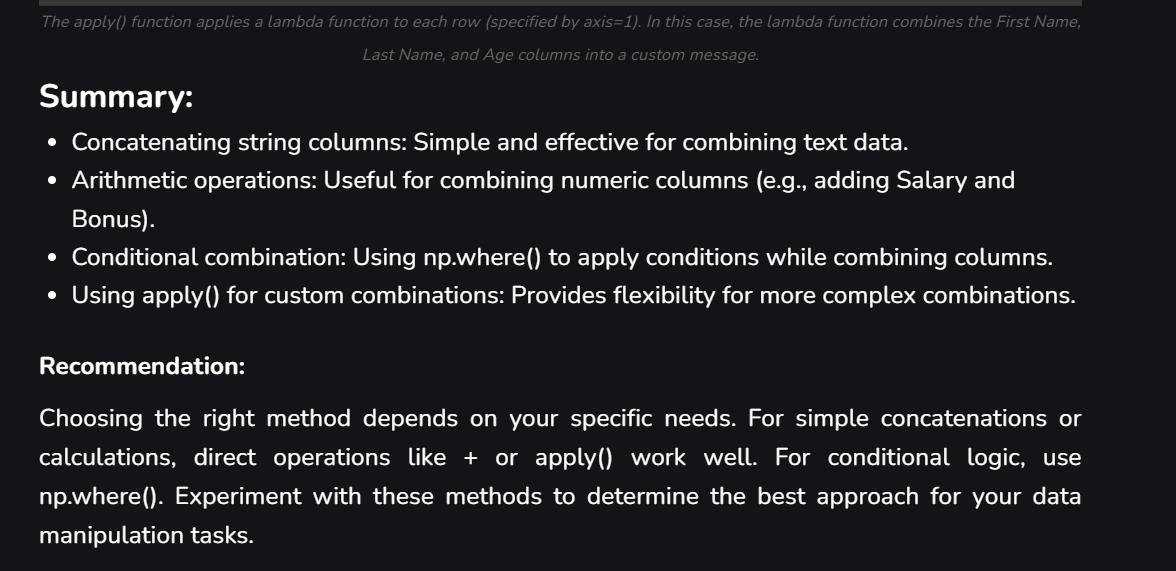 The apply() function applies a lambda function to each row (specified by axis=1). In this case, the lambda function combines the First Name,
Last Name, and Age columns into a custom message.
Summary:
• Concatenating string columns: Simple and effective for combining text data.
• Arithmetic operations: Useful for combining numeric columns (e.g., adding Salary and
Bonus).
• Conditional combination: Using np.where() to apply conditions while combining columns.
• Using apply() for custom combinations: Provides flexibility for more complex combinations.
Recommendation:
Choosing the right method depends on your specific needs. For simple concatenations or
calculations, direct operations like + or apply() work well. For conditional logic, use
np.where(). Experiment with these methods to determine the best approach for your data
manipulation tasks.